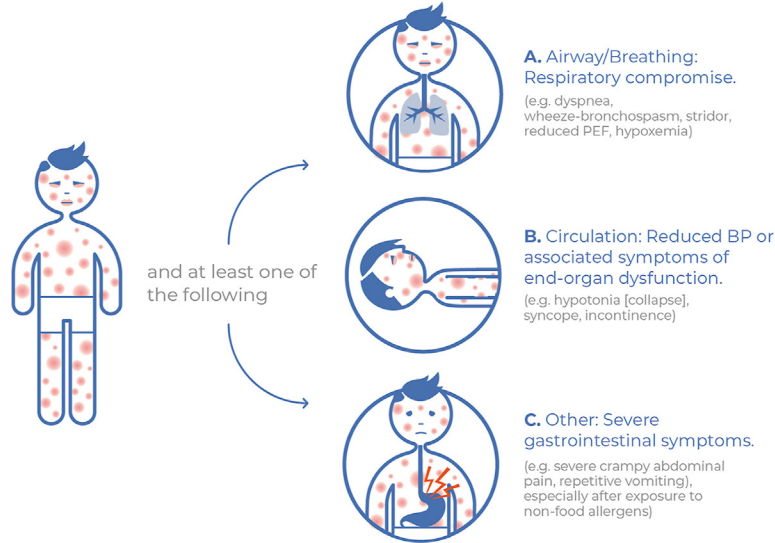 A. Airway/Breathing:
Respiratory compromise.
(e.g. dyspnea,
wheeze-bronchospasm, stridor,
reduced PEF, hypoxemia)
and at least one of
the following
B. Circulation: Reduced BP or
associated symptoms of
end-organ dysfunction.
(e.g. hypotonia [collapse],
syncope, incontinence)
C. Other: Severe
gastrointestinal symptoms.
(e.g. severe crampy abdominal
pain, repetitive vomiting),
especially after exposure to
non-food allergens)